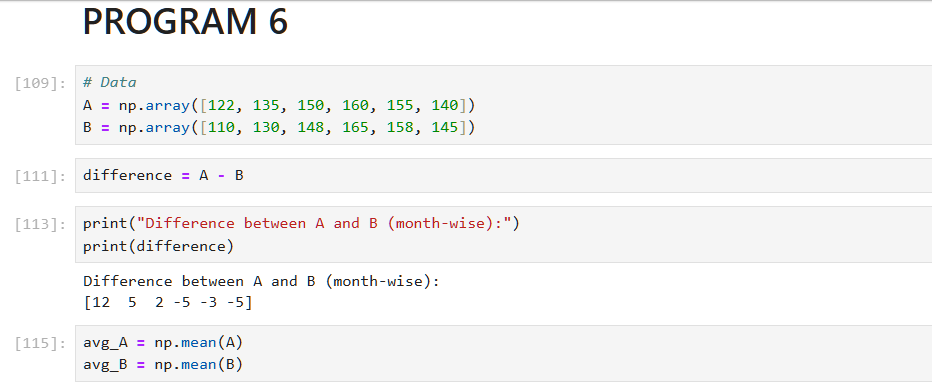 PROGRAM 6
[109]: # Data
A = np.array([122, 135, 150, 160, 155, 140])
B = np.array([110, 130, 148, 165, 158, 145])
[111]: difference = A - B
[113]: print("Difference between A and B (month-wise):")
print(difference)
Difference between A and B (month-wise):
[12  5  2 -5 -3 -5]
[115]: avg_A = np.mean(A)
avg_B = np.mean(B)